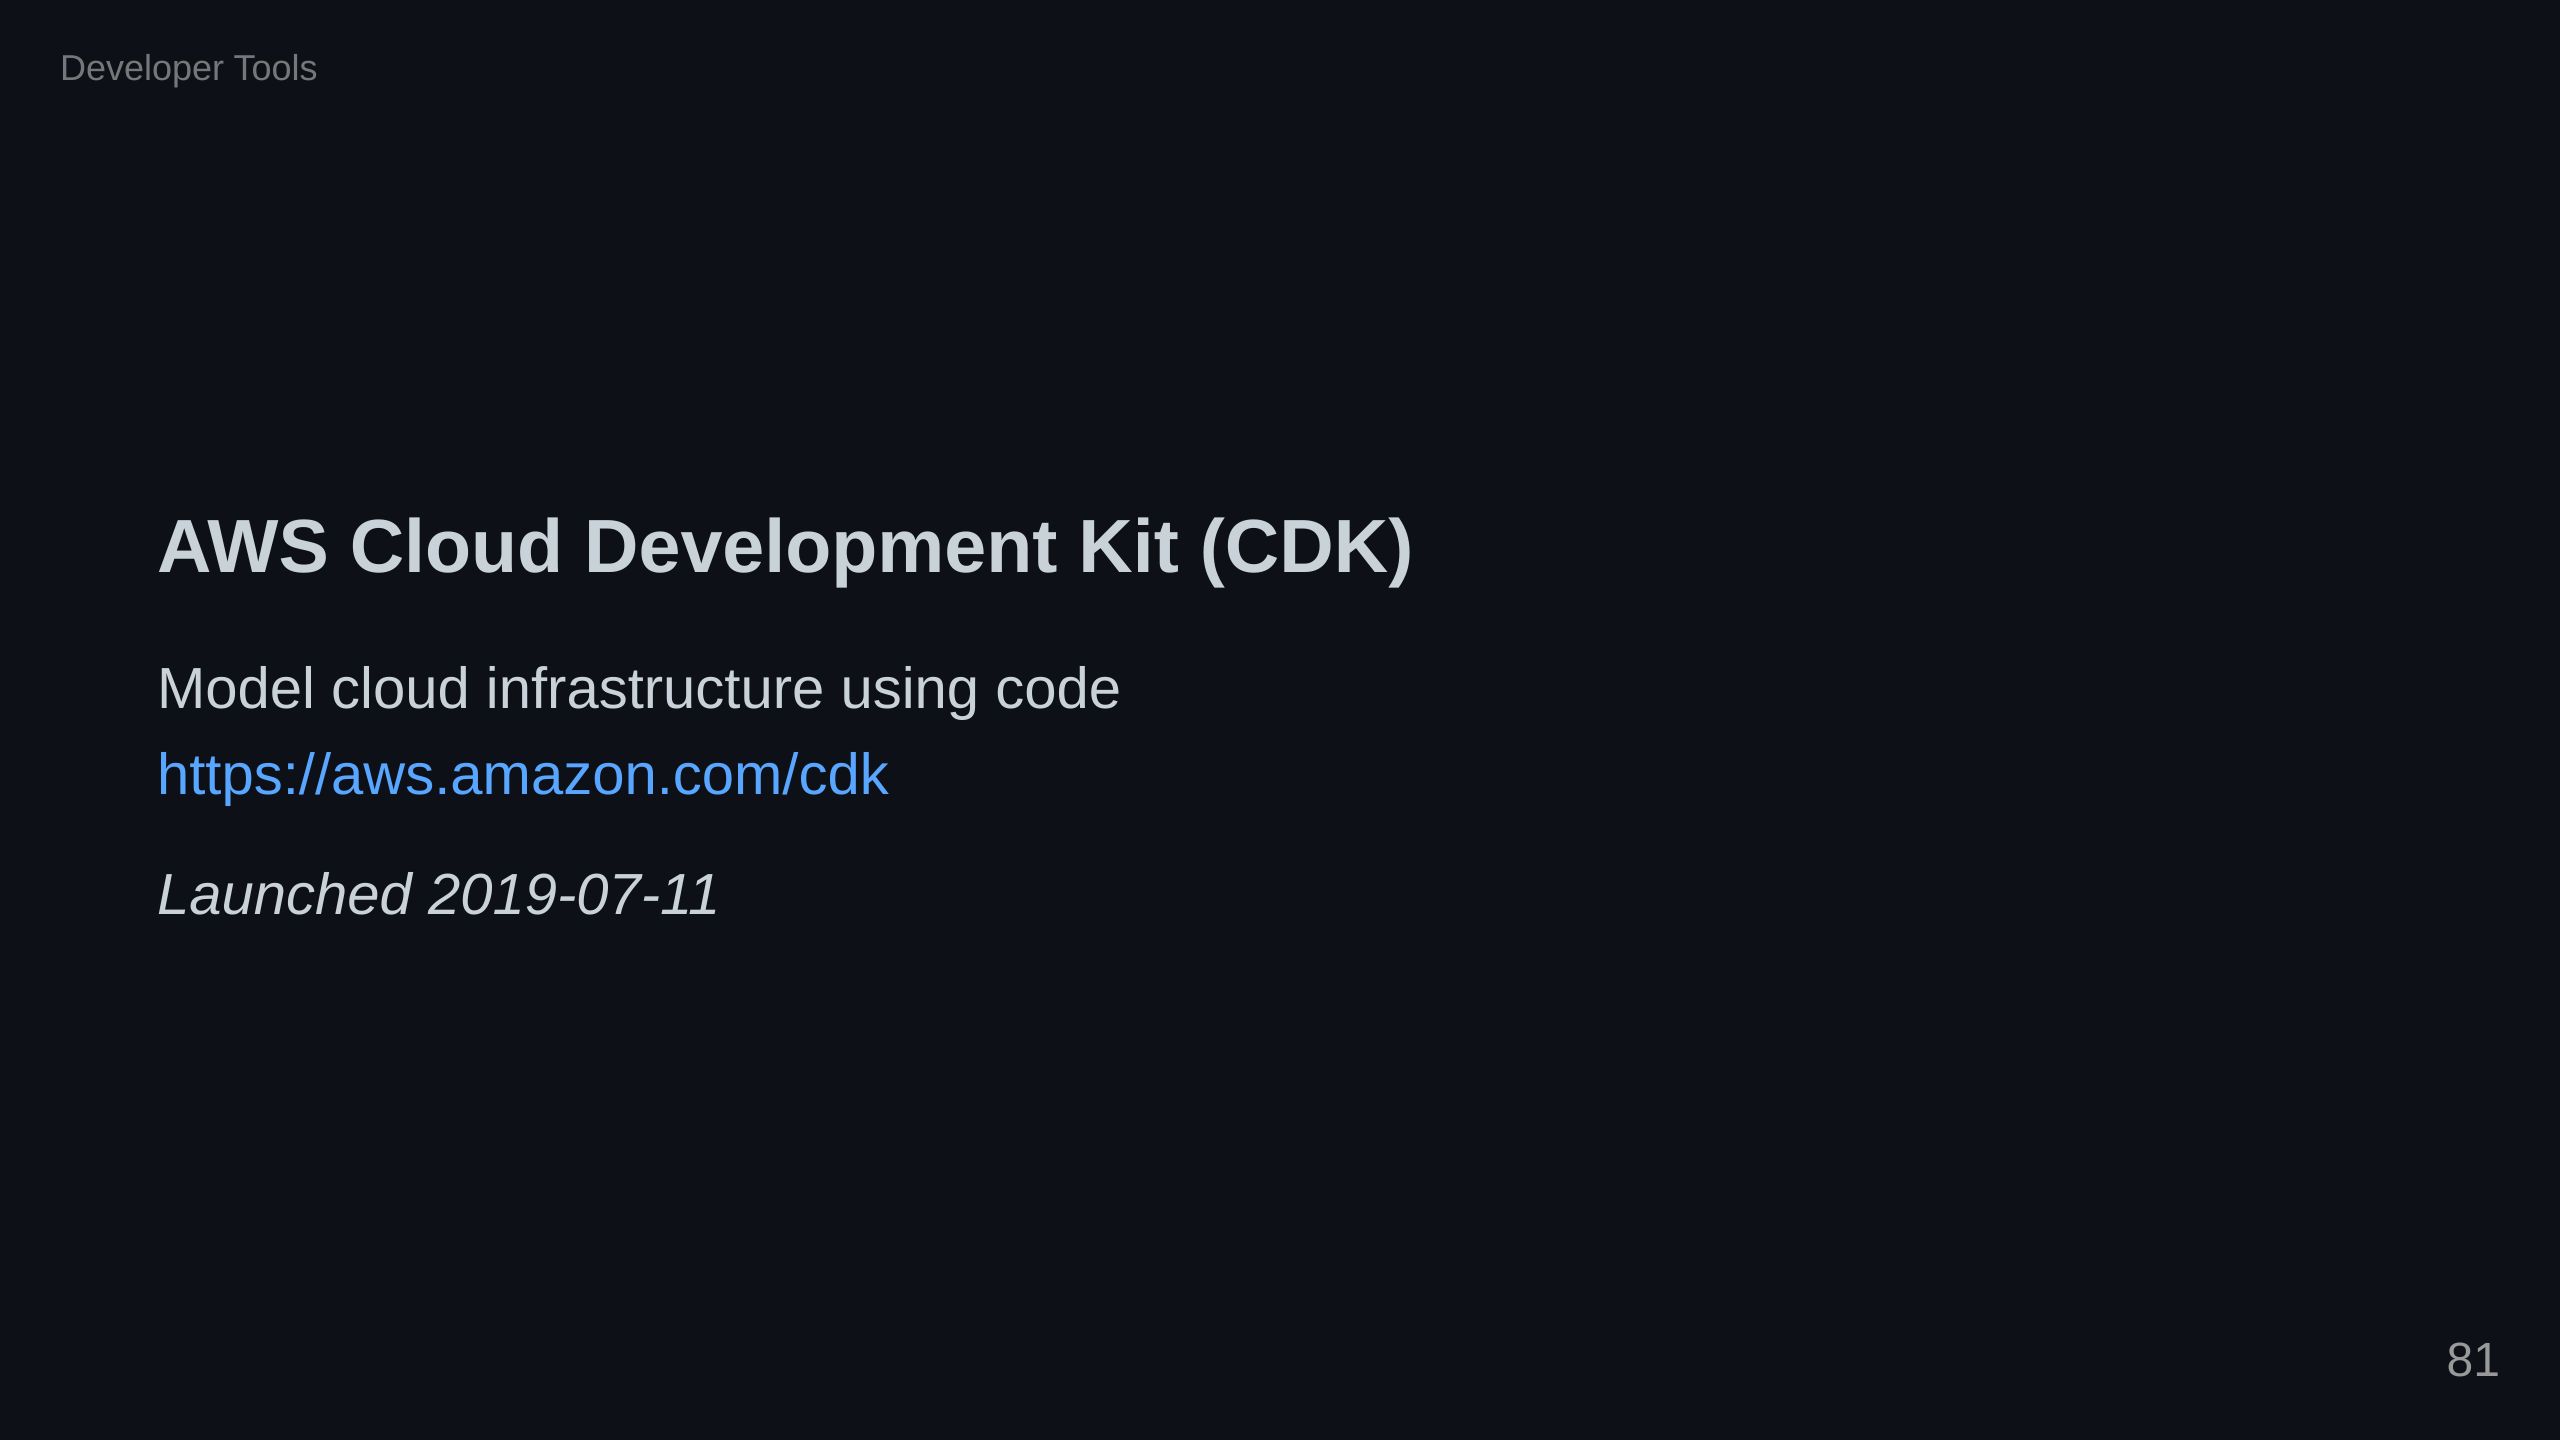 Developer Tools
AWS Cloud Development Kit (CDK)
Model cloud infrastructure using code
https://aws.amazon.com/cdk
Launched 2019-07-11
81